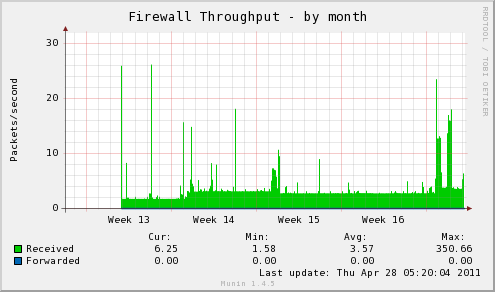 Firewall Throughput - by month
RRDTOOL / TOBI OETIKER
Packets/second
30
20
10
0
Week 13 Week 14 Week 15 Week 16
Cur: Min: Avg: Max:
Received 6.25 1.58 3.57 350.66
Forwarded 0.00 0.00 0.00 0.00
Last update: Thu Apr 28 05:20:04 2011
Munin 1.4.5